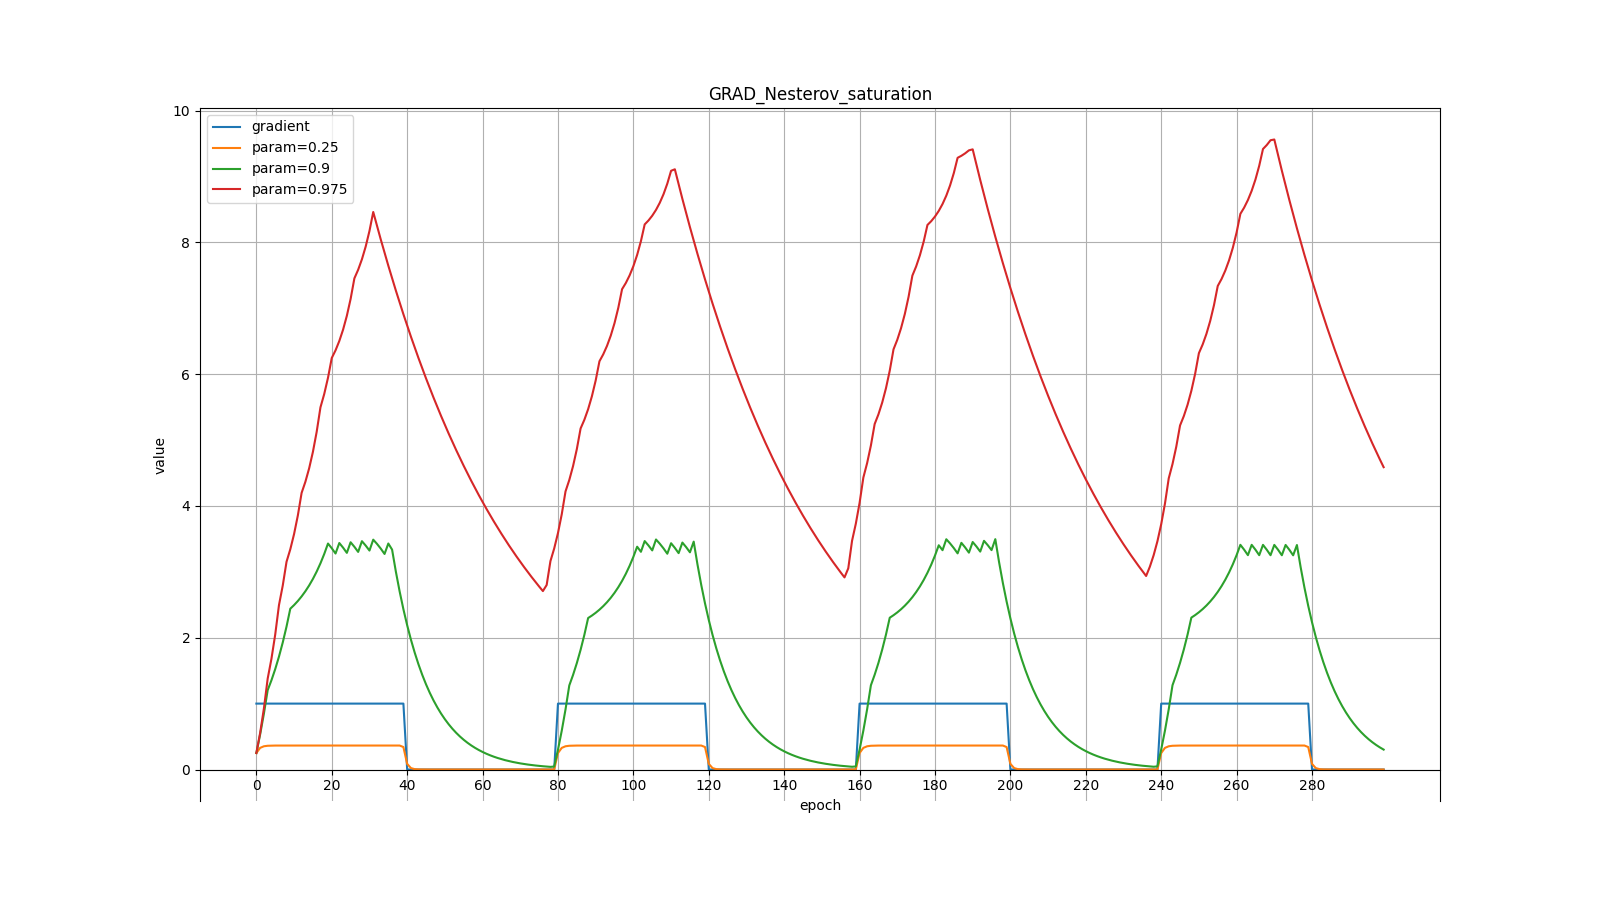 GRAD_Nesterov_saturation
gradient
param=0.25
param=0.9
param=0.975
10
8
6
4
2
0
value
0 20 40 60 80 100 120 140 160 180 200 220 240 260 280
epoch